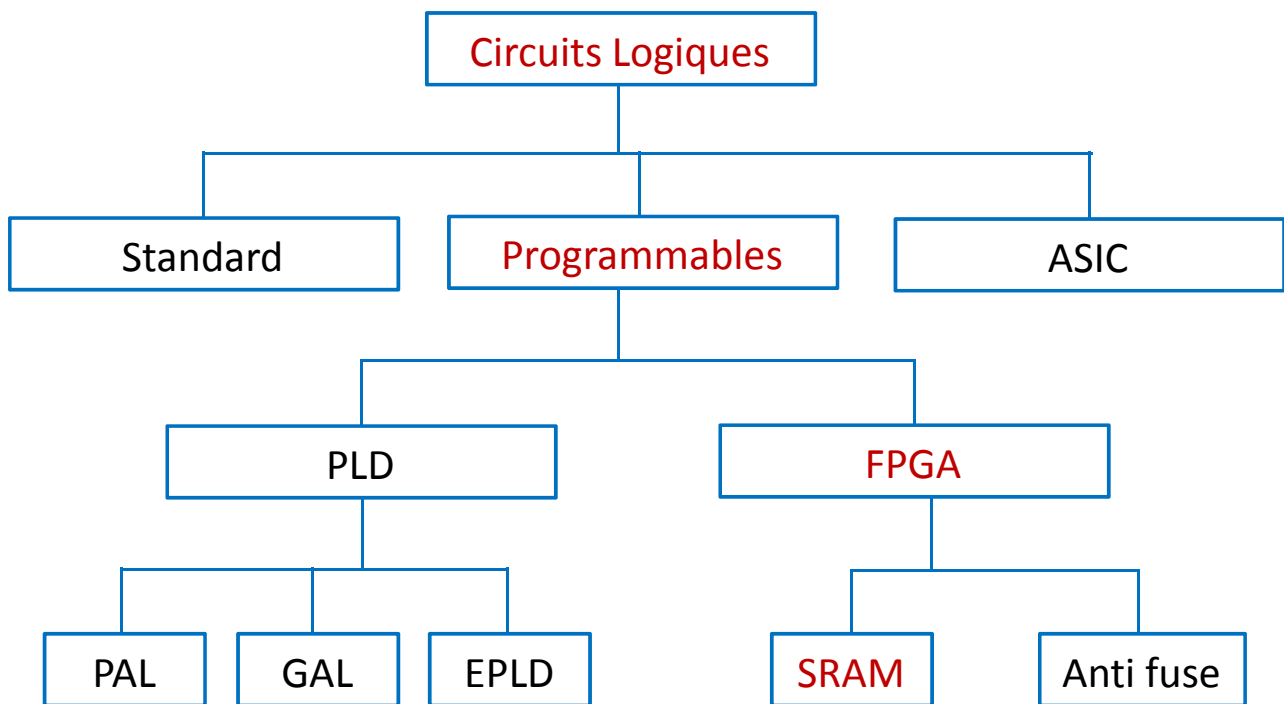 Circuits Logiques
Standard
Programmables
ASIC
PLD
FPGA
PAL
GAL
EPLD
SRAM
Anti fuse